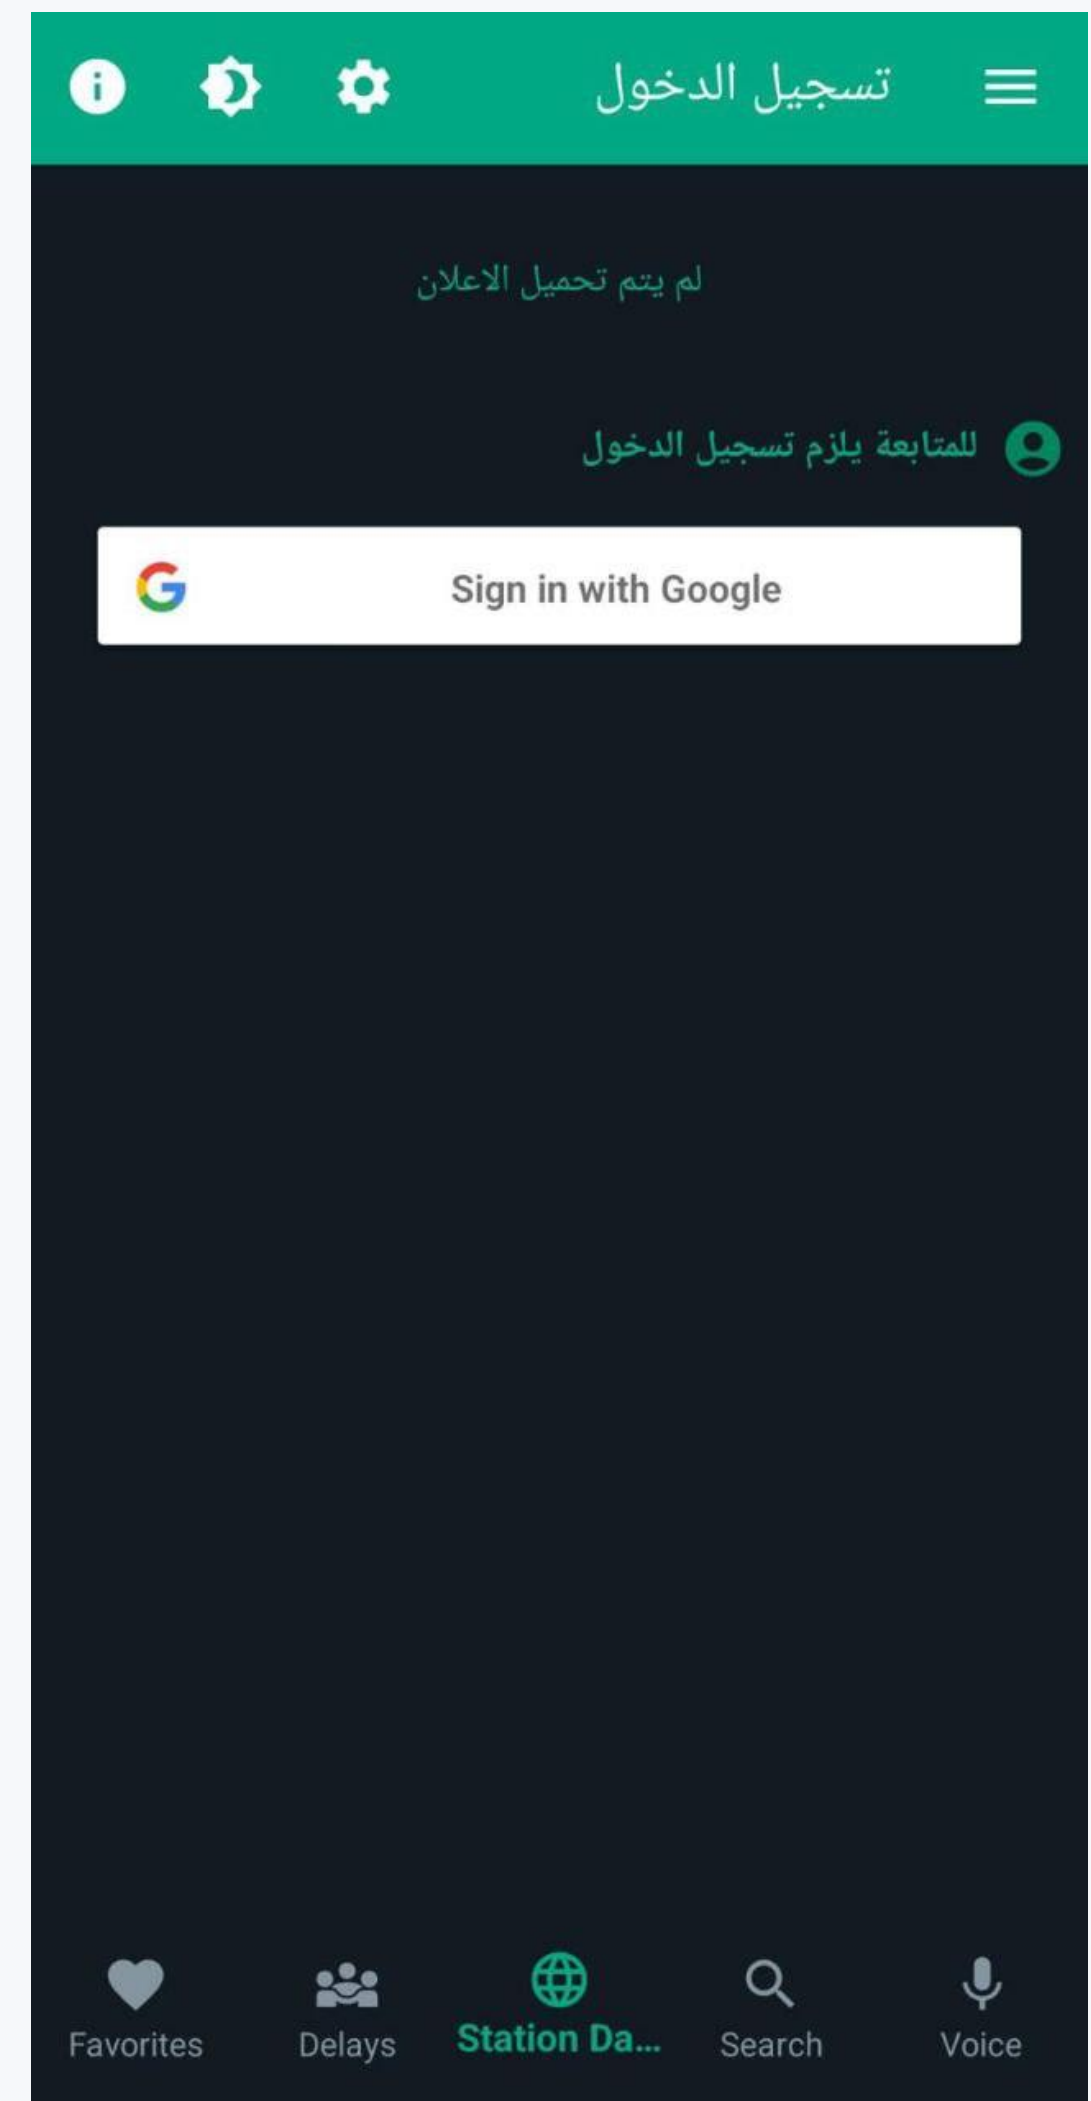 تسجيل الدخول
لم يتم تحميل الاعلان
للمتابعة يلزم تسجيل الدخول
Sign in with Google
Favorites
Delays
Station Da...
Search
Voice